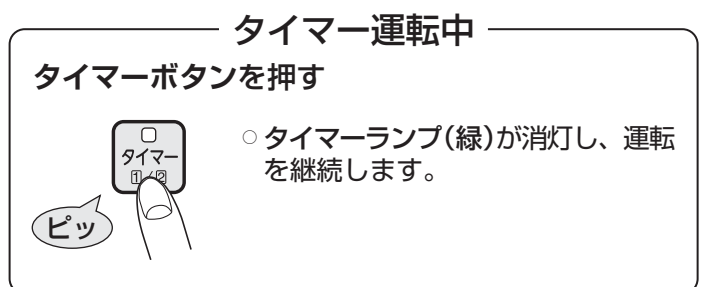 タイマー運転中
タイマーボタンを押す
○タイマーランプ(緑)が消灯し、運転
を継続します。
タイマー
1/2
ピッ